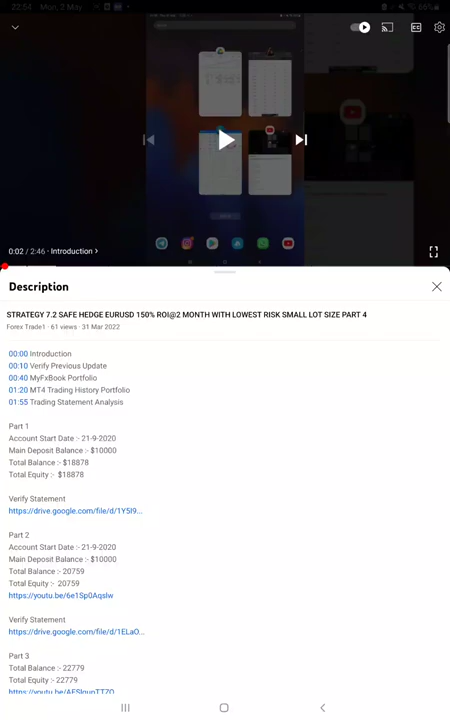 22:54 Mon, 2 May
66%
CC
0:02 / 2:46 · Introduction >
Description
STRATEGY 7.2 SAFE HEDGE EURUSD 150% ROI@2 MONTH WITH LOWEST RISK SMALL LOT SIZE PART 4
Forex Trade1 · 61 views · 31 Mar 2022
00:00 Introduction
00:10 Verify Previous Update
00:40 MyFxBook Portfolio
01:20 MT4 Trading History Portfolio
01:55 Trading Statement Analysis
Part 1
Account Start Date :- 21-9-2020
Main Deposit Balance :- $10000
Total Balance :- $18878
Total Equity :- $18878
Verify Statement
https://drive.google.com/file/d/1Y5I9...
Part 2
Account Start Date :- 21-9-2020
Main Deposit Balance :- $10000
Total Balance :- 20759
Total Equity :- 20759
https://youtu.be/6e1Sp0AqsIw
Verify Statement
https://drive.google.com/file/d/1ELaO...
Part 3
Total Balance :- 22779
Total Equity :- 22779